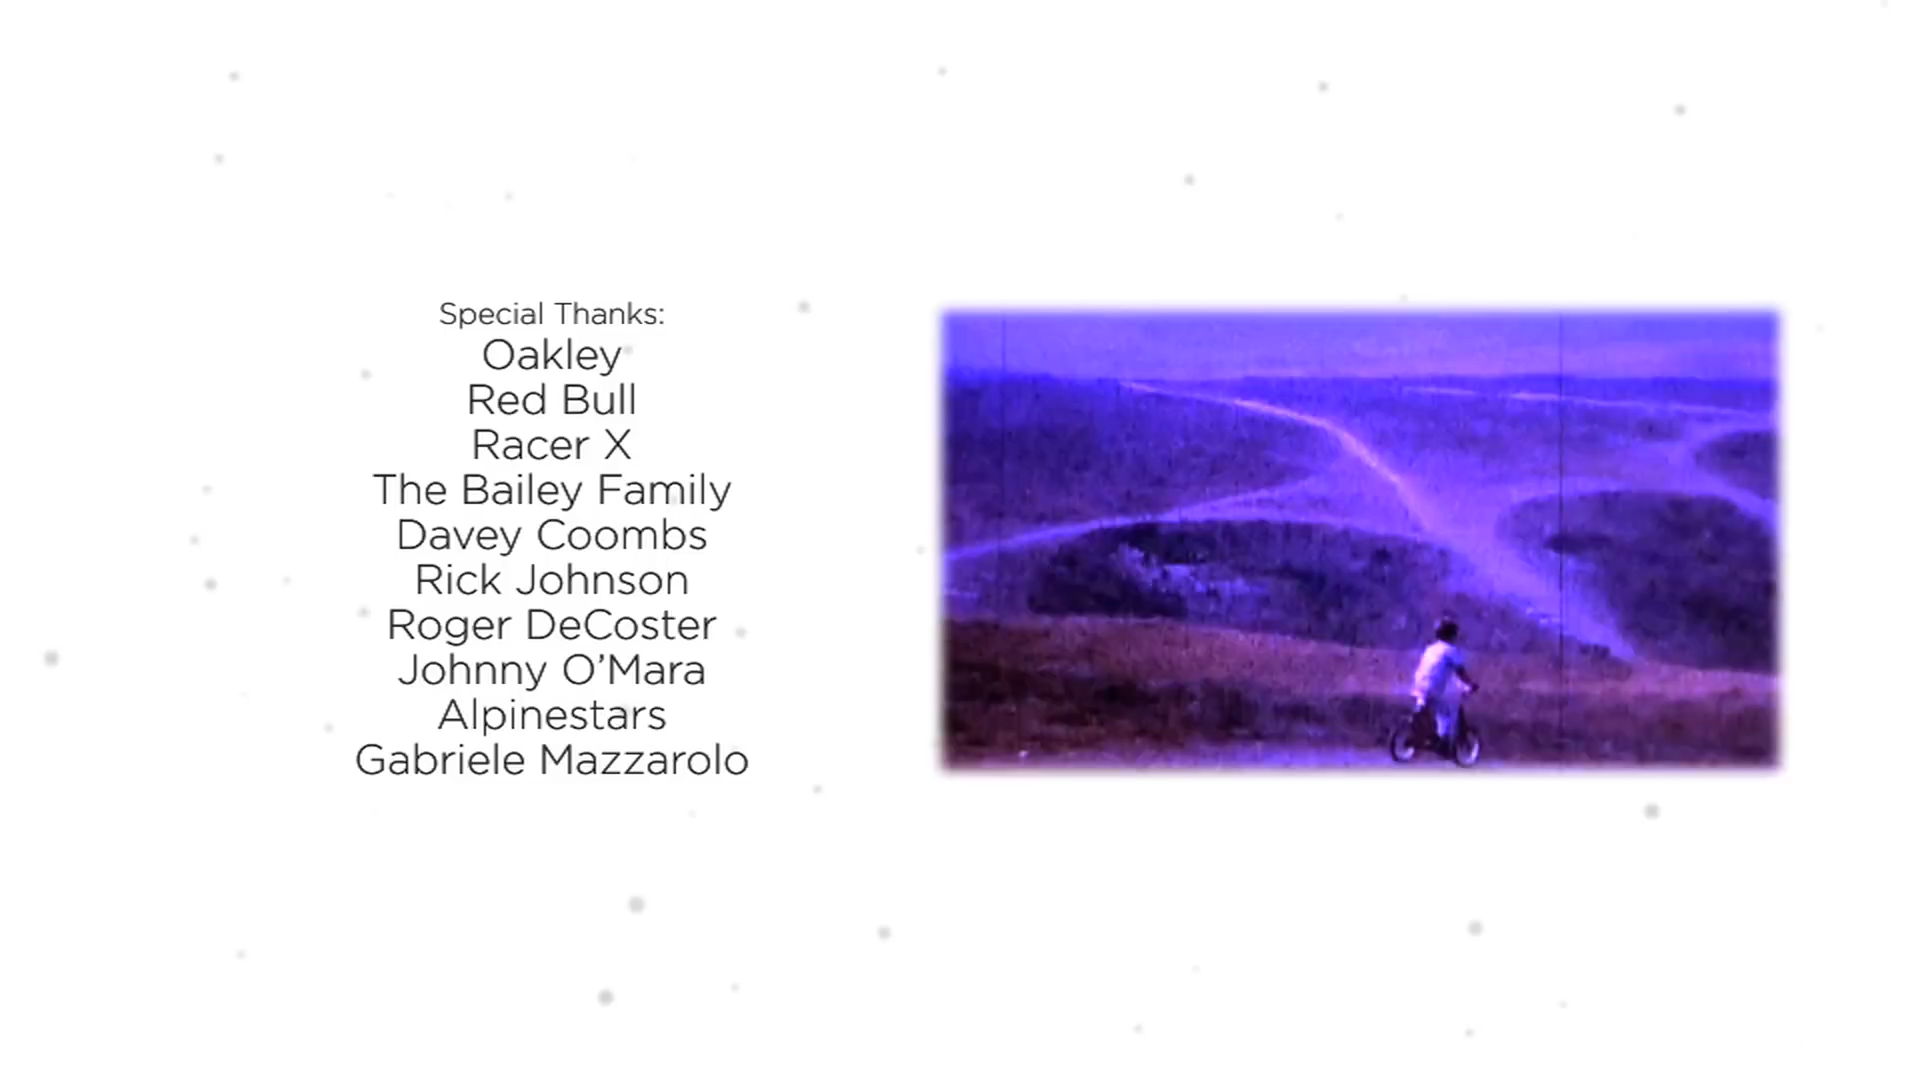 Special Thanks:
Oakley
Red Bull
Racer X
The Bailey Family
Davey Coombs
Rick Johnson
Roger DeCoster
Johnny O’Mara
Alpinestars
Gabriele Mazzarolo